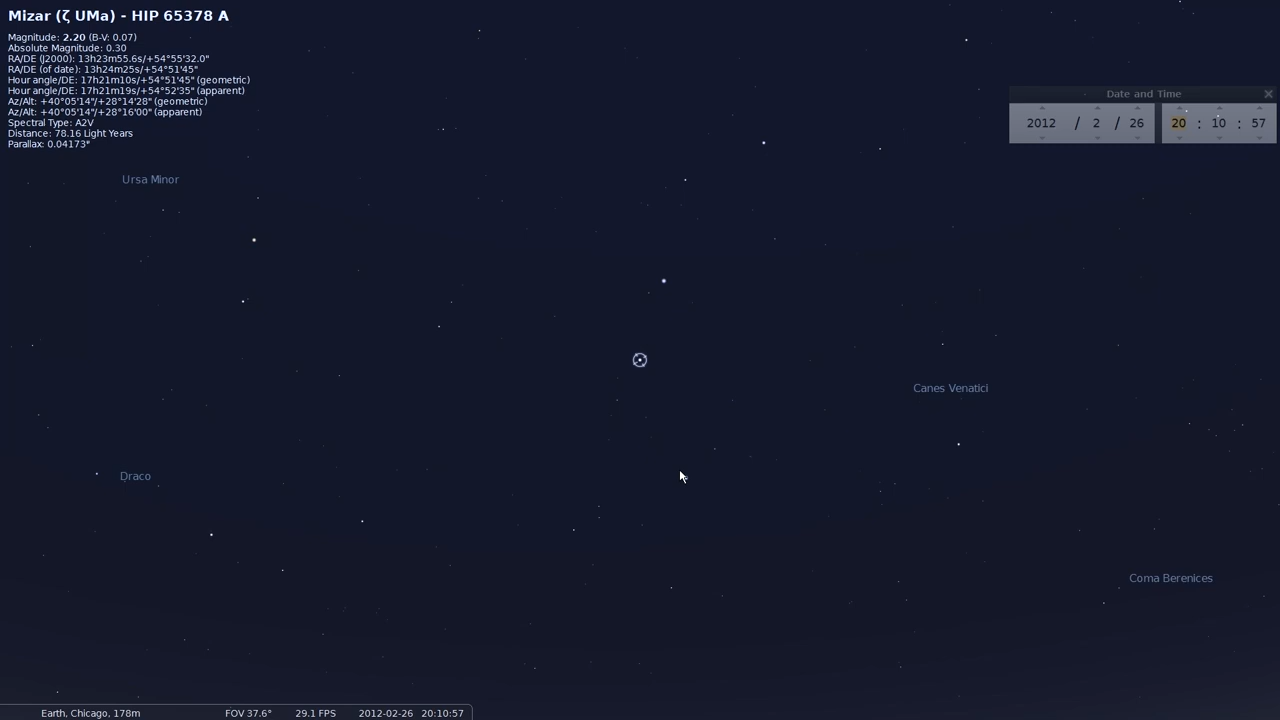 Mizar (ζ UMa) - HIP 65378 A
Magnitude: 2.20 (B-V: 0.07)
Absolute Magnitude: 0.30
RA/DE (J2000): 13h23m55.6s/+54°55'32.0"
RA/DE (of date): 13h24m25s/+54°51'45"
Hour angle/DE: 17h21m10s/+54°51'45" (geometric)
Hour angle/DE: 17h21m19s/+54°52'35" (apparent)
Az/Alt: +40°05'14"/+28°14'28" (geometric)
Az/Alt: +40°05'14"/+28°16'00" (apparent)
Spectral Type: A2V
Distance: 78.16 Light Years
Parallax: 0.04173"
Date and Time
2012 / 2 / 26 20 : 10 : 57
Ursa Minor
Canes Venatici
Draco
Coma Berenices
Earth, Chicago, 178m FOV 37.6° 29.1 FPS 2012-02-26 20:10:57